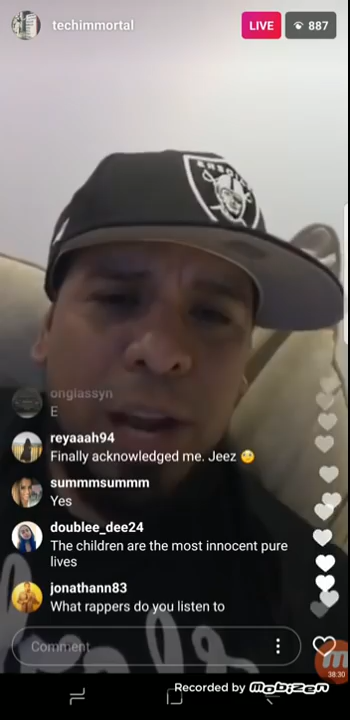 techimmortal
LIVE
887
onglassyn
E
reyaaah94
Finally acknowledged me. Jeez
summmsummm
Yes
doublee_dee24
The children are the most innocent pure
lives
jonathann83
What rappers do you listen to
Comment
38:30
Recorded by Mobizen